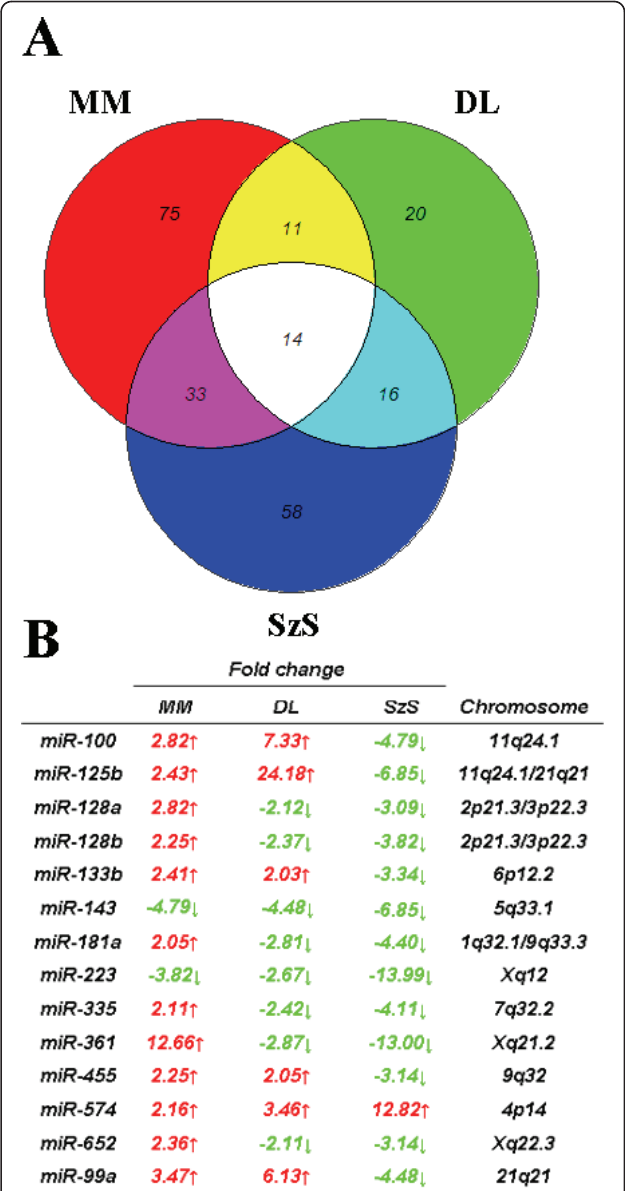 A
MM DL
75 11 20
14
33 16
58
SzS
B
Fold change
MM DL SzS Chromosome
miR-100 2.82↑ 7.33↑ -4.79↓ 11q24.1
miR-125b 2.43↑ 24.18↑ -6.85↓ 11q24.1/21q21
miR-128a 2.82↑ -2.12↓ -3.09↓ 2p21.3/3p22.3
miR-128b 2.25↑ -2.37↓ -3.82↓ 2p21.3/3p22.3
miR-133b 2.41↑ 2.03↑ -3.34↓ 6p12.2
miR-143 -4.79↓ -4.48↓ -6.85↓ 5q33.1
miR-181a 2.05↑ -2.81↓ -4.40↓ 1q32.1/9q33.3
miR-223 -3.82↓ -2.67↓ -13.99↓ Xq12
miR-335 2.11↑ -2.42↓ -4.11↓ 7q32.2
miR-361 12.66↑ -2.87↓ -13.00↓ Xq21.2
miR-455 2.25↑ 2.05↑ -3.14↓ 9q32
miR-574 2.16↑ 3.46↑ 12.82↑ 4p14
miR-652 2.36↑ -2.11↓ -3.14↓ Xq22.3
miR-99a 3.47↑ 6.13↑ -4.48↓ 21q21